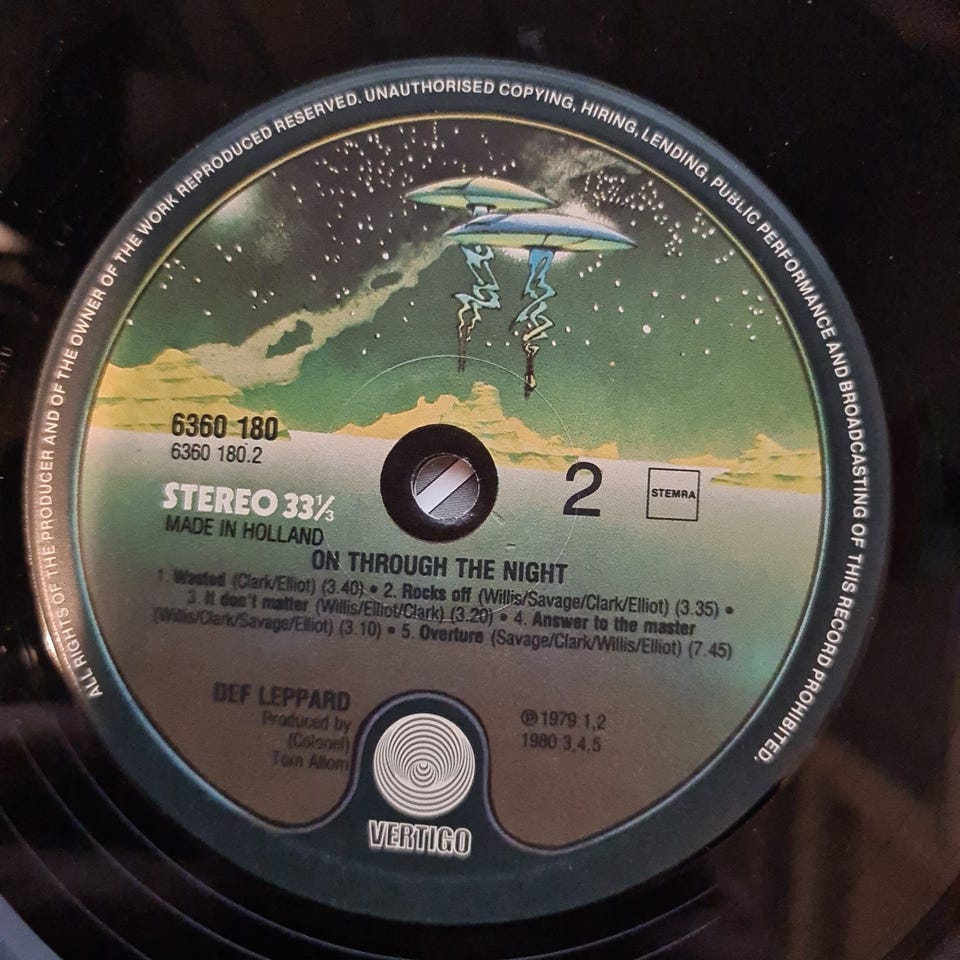 ALL RIGHTS OF THE PRODUCER AND OF THE OWNER OF THE WORK REPRODUCED RESERVED. UNAUTHORISED COPYING, HIRING, LENDING, PUBLIC PERFORMANCE AND BROADCASTING OF THIS RECORD PROHIBITED.
6360 180
6360 180.2
STEREO 33⅓
MADE IN HOLLAND
2
STEMRA
ON THROUGH THE NIGHT
1. Wasted (Clark/Elliot) (3.40) • 2. Rocks off (Willis/Savage/Clark/Elliot) (3.35) •
3. It don't matter (Willis/Elliot/Clark) (3.20) • 4. Answer to the master
(Willis/Clark/Savage/Elliot) (3.10) • 5. Overture (Savage/Clark/Willis/Elliot) (7.45)
DEF LEPPARD
Produced by
(Colonel)
Tom Allom
℗ 1979 1,2
1980 3,4,5
VERTIGO